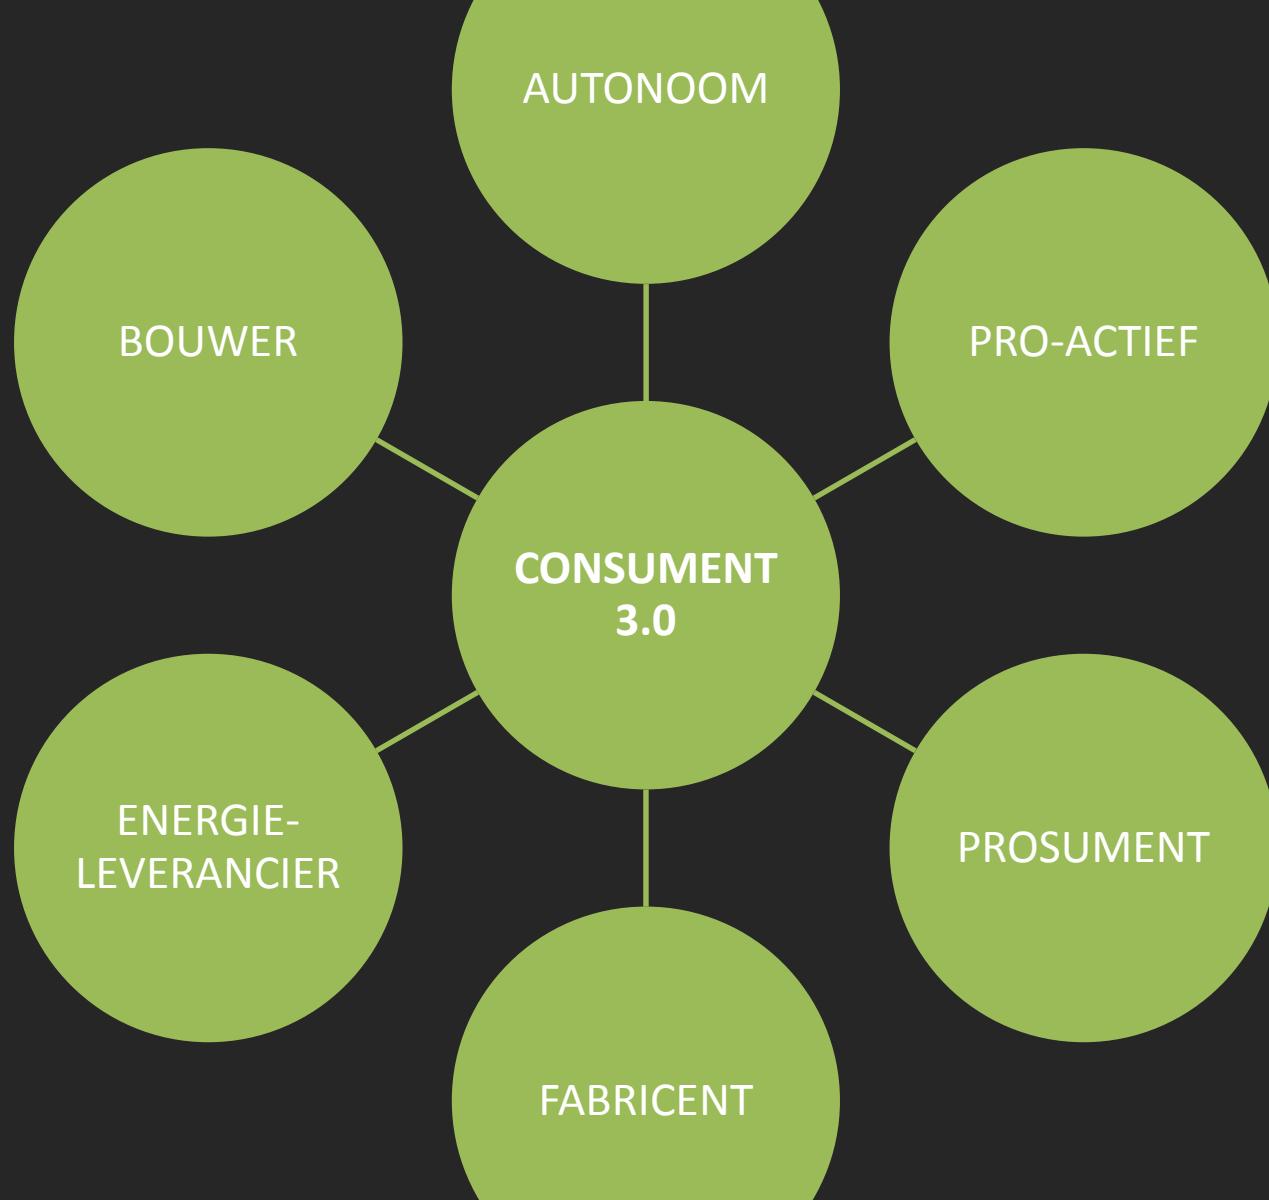 AUTONOOM
BOUWER
PRO-ACTIEF
CONSUMENT
3.0
ENERGIE-
LEVERANCIER
PROSUMENT
FABRICENT